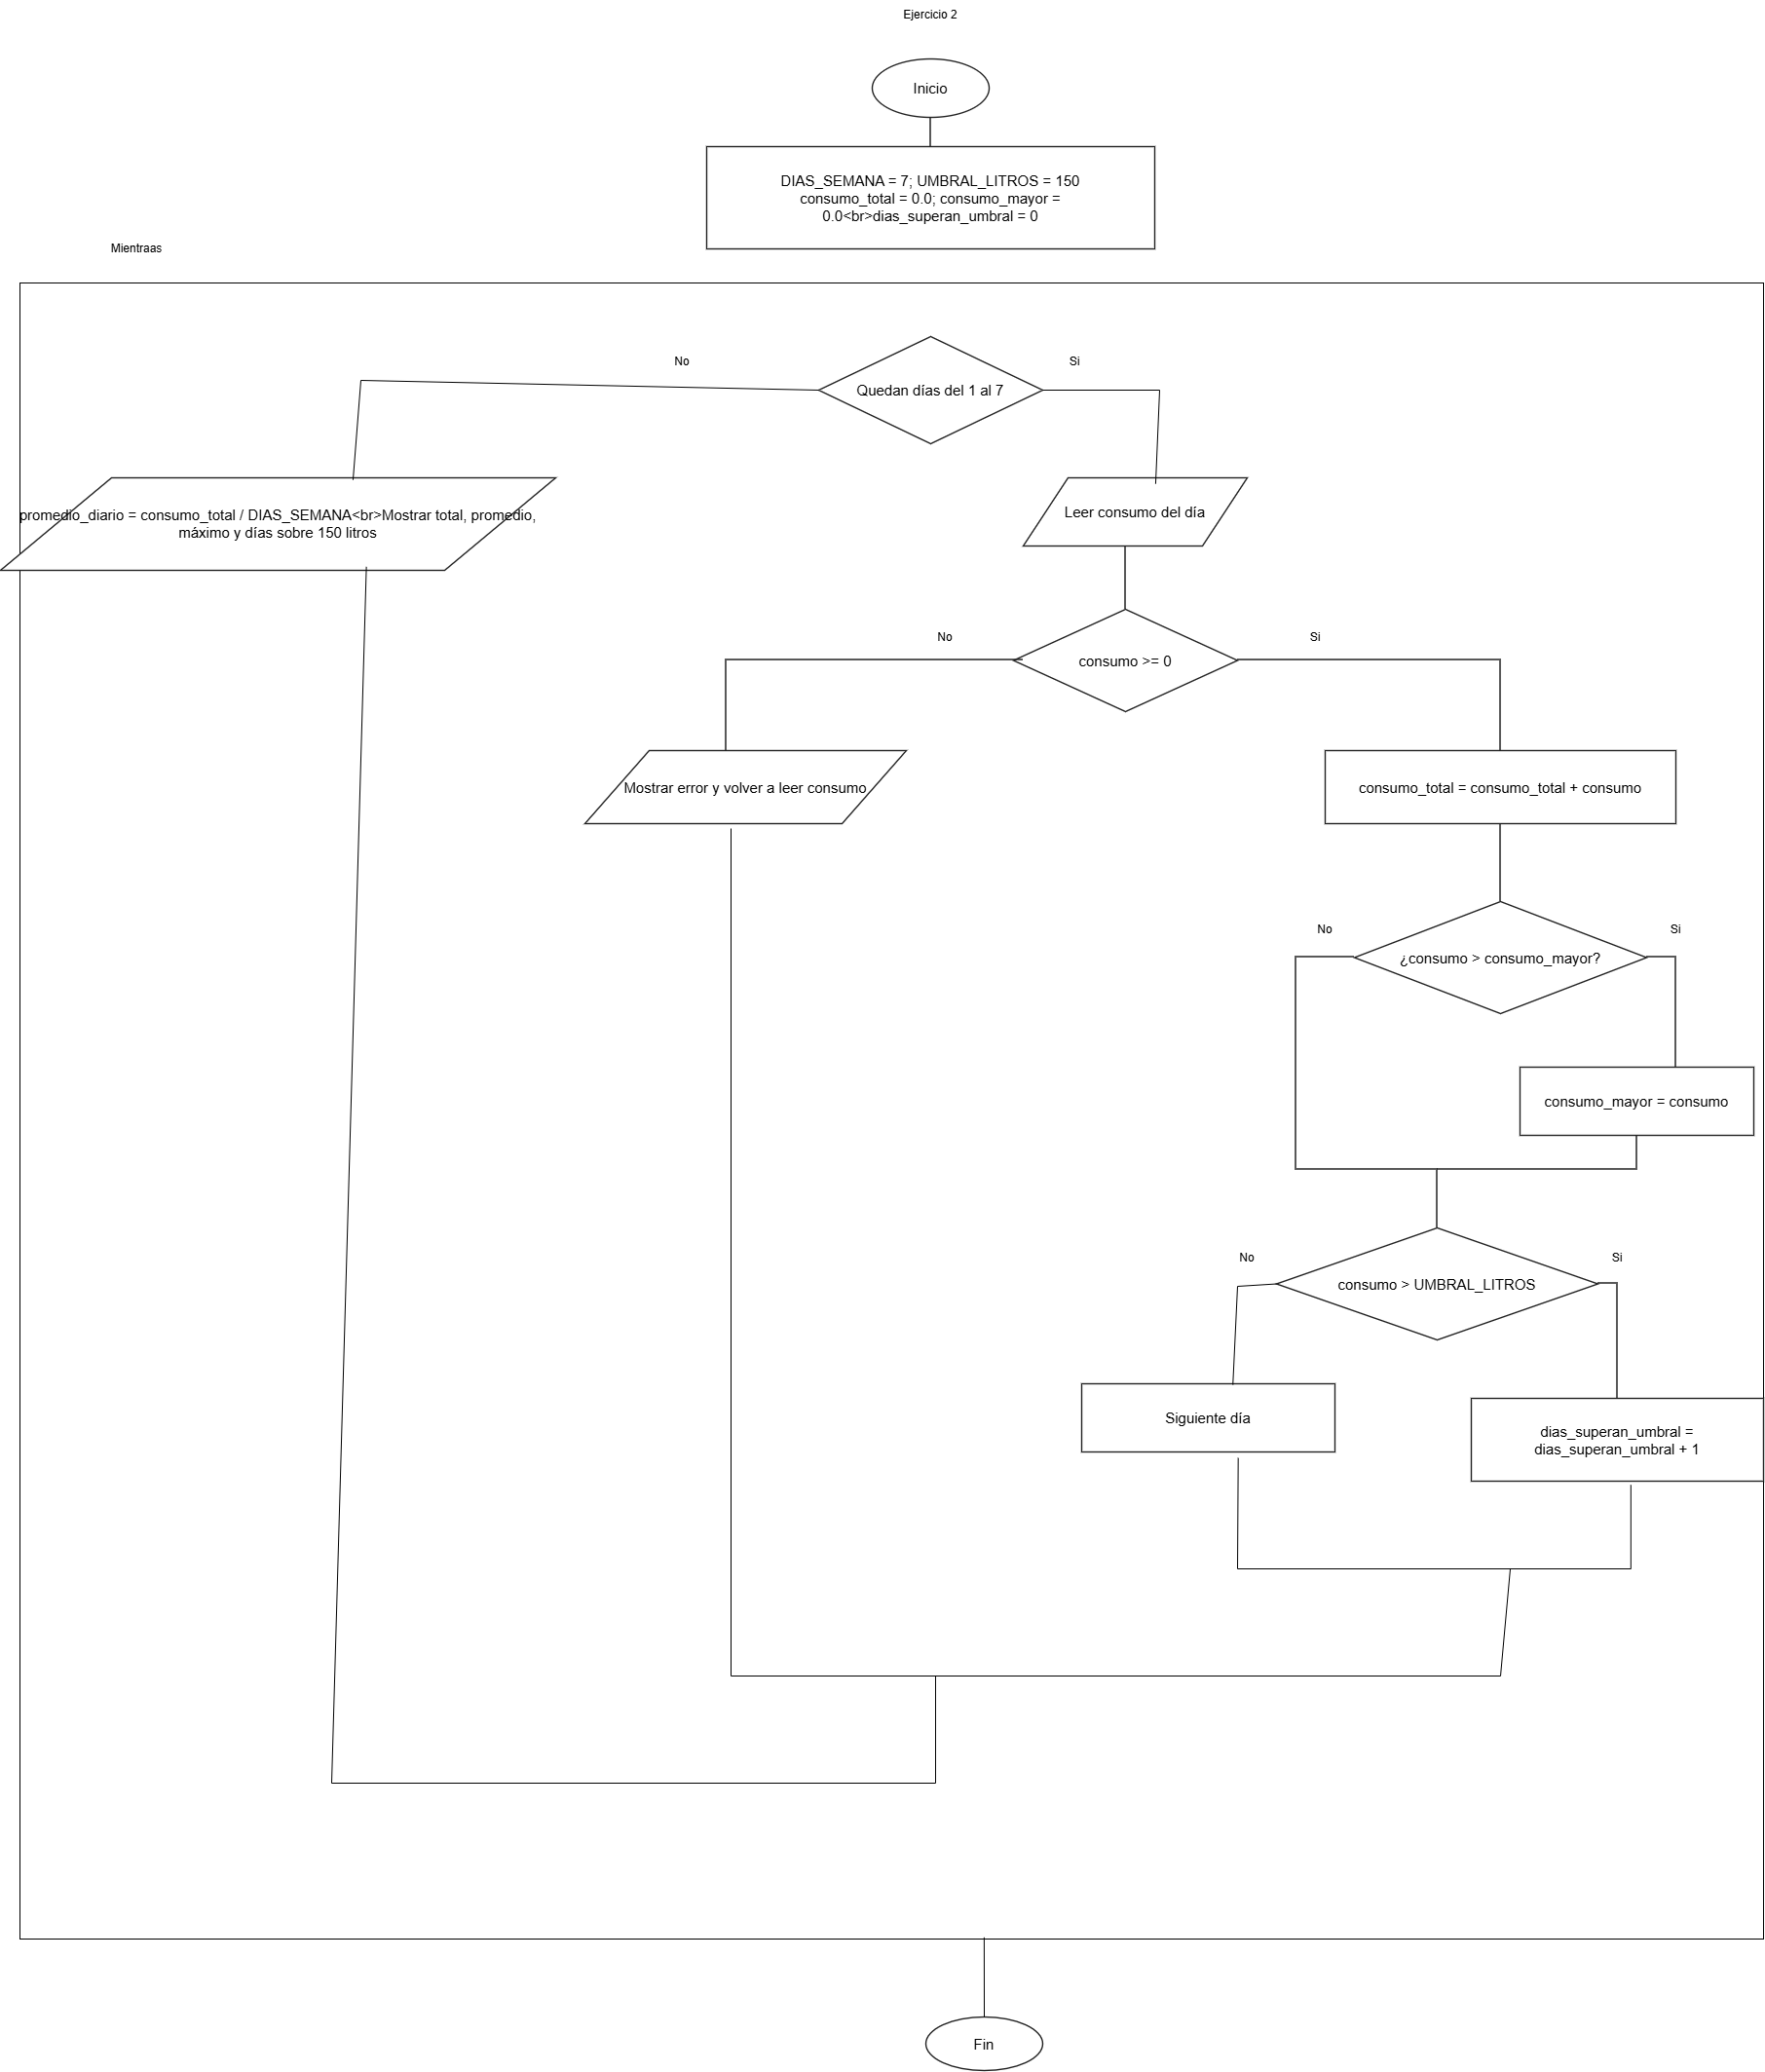 Ejercicio 2
Inicio
DIAS_SEMANA = 7; UMBRAL_LITROS = 150
consumo_total = 0.0; consumo_mayor =
0.0<br>dias_superan_umbral = 0
Mientraas
No
Si
Quedan días del 1 al 7
promedio_diario = consumo_total / DIAS_SEMANA<br>Mostrar total, promedio,
máximo y días sobre 150 litros
Leer consumo del día
No
Si
consumo >= 0
Mostrar error y volver a leer consumo
consumo_total = consumo_total + consumo
No
Si
¿consumo > consumo_mayor?
consumo_mayor = consumo
No
Si
consumo > UMBRAL_LITROS
Siguiente día
dias_superan_umbral =
dias_superan_umbral + 1
Fin